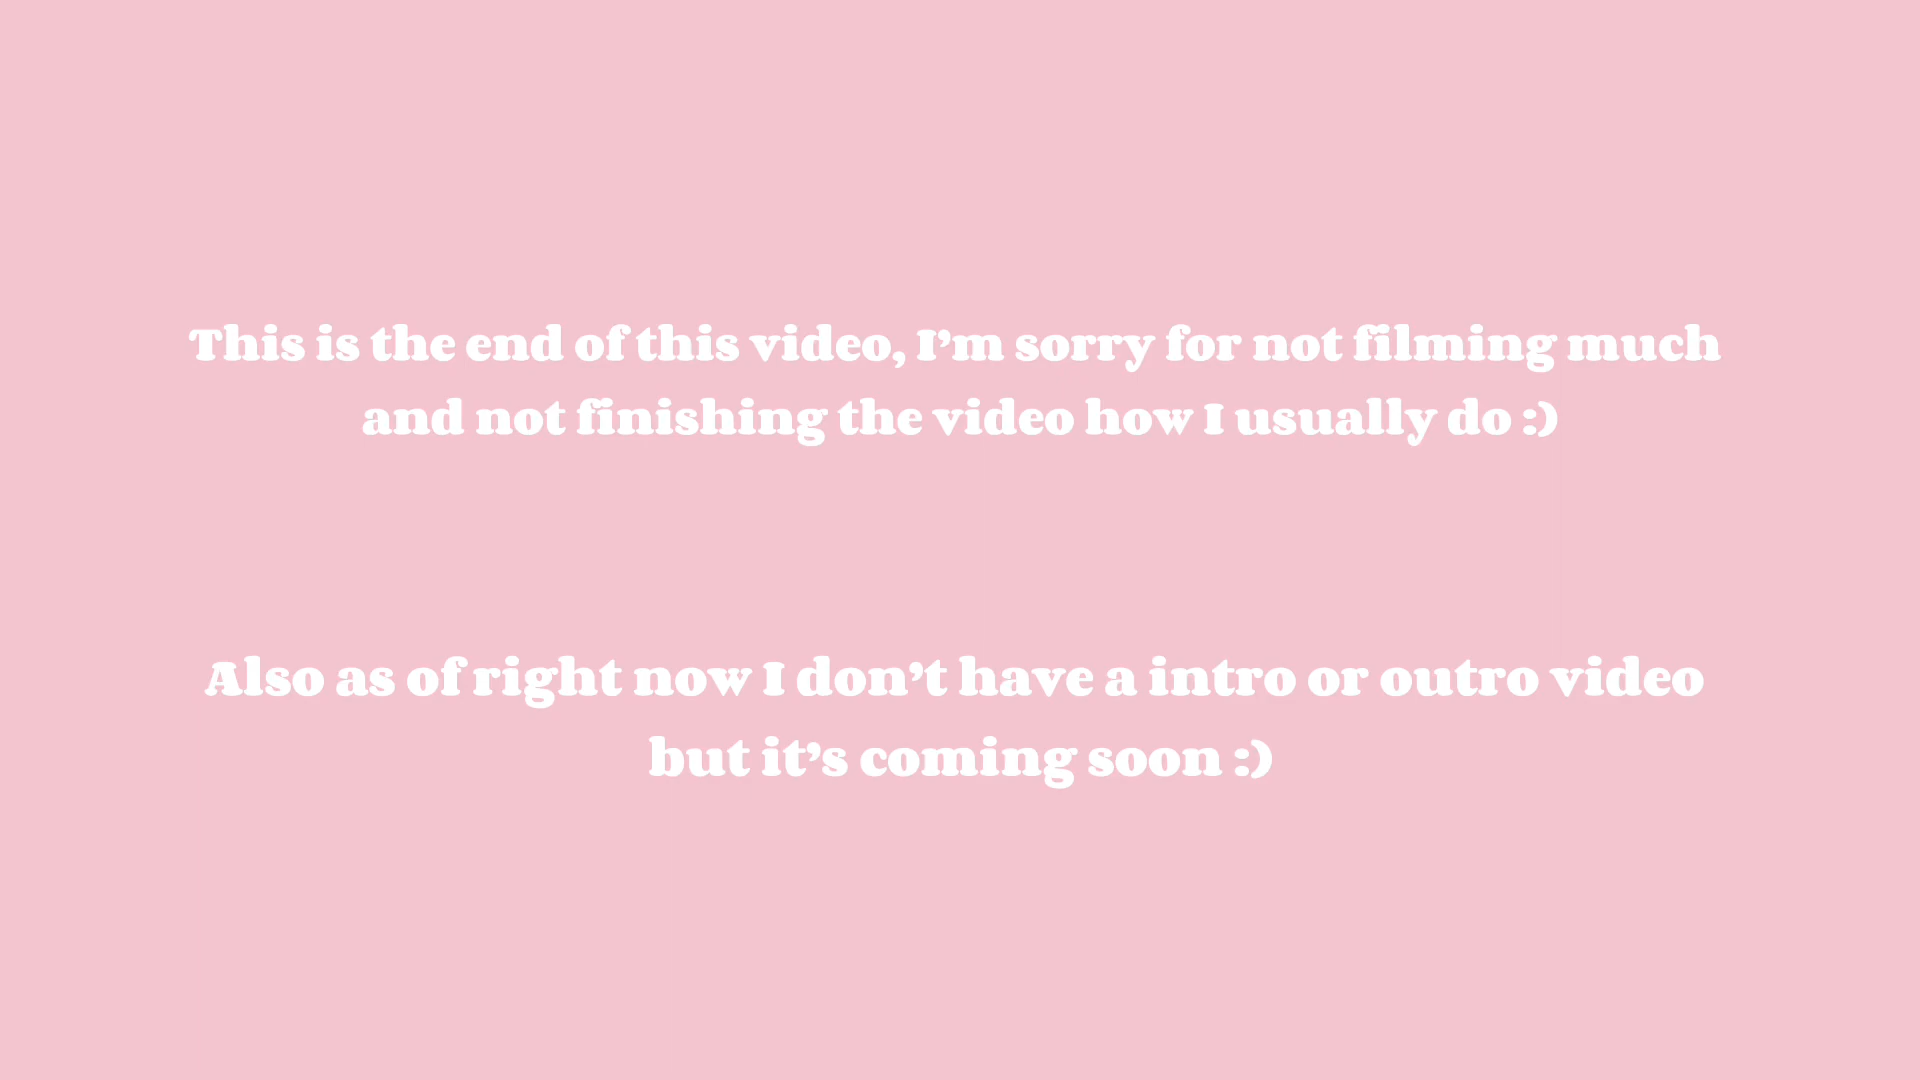 This is the end of this video, I’m sorry for not filming much
and not finishing the video how I usually do :)
Also as of right now I don’t have a intro or outro video
but it’s coming soon :)